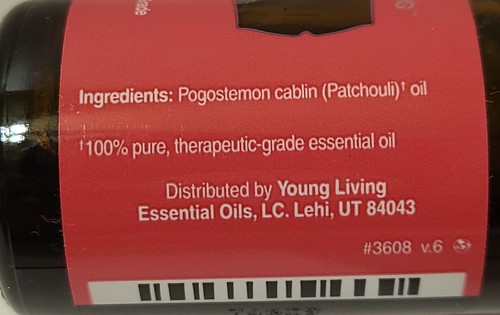 Ingredients: Pogostemon cablin (Patchouli)† oil
†100% pure, therapeutic-grade essential oil
Distributed by Young Living
Essential Oils, LC. Lehi, UT 84043
#3608 v.6